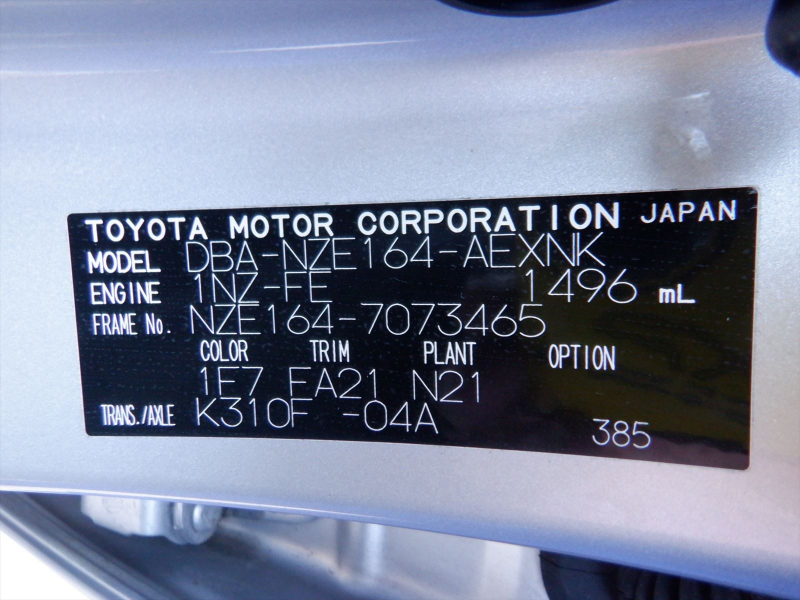 TOYOTA MOTOR CORPORATION JAPAN
MODEL DBA-NZE164-AEXNK
ENGINE 1NZ-FE 1496 mL
FRAME No. NZE164-7073465
COLOR TRIM PLANT OPTION
1E7 FA21 N21
TRANS./AXLE K310F -04A
385